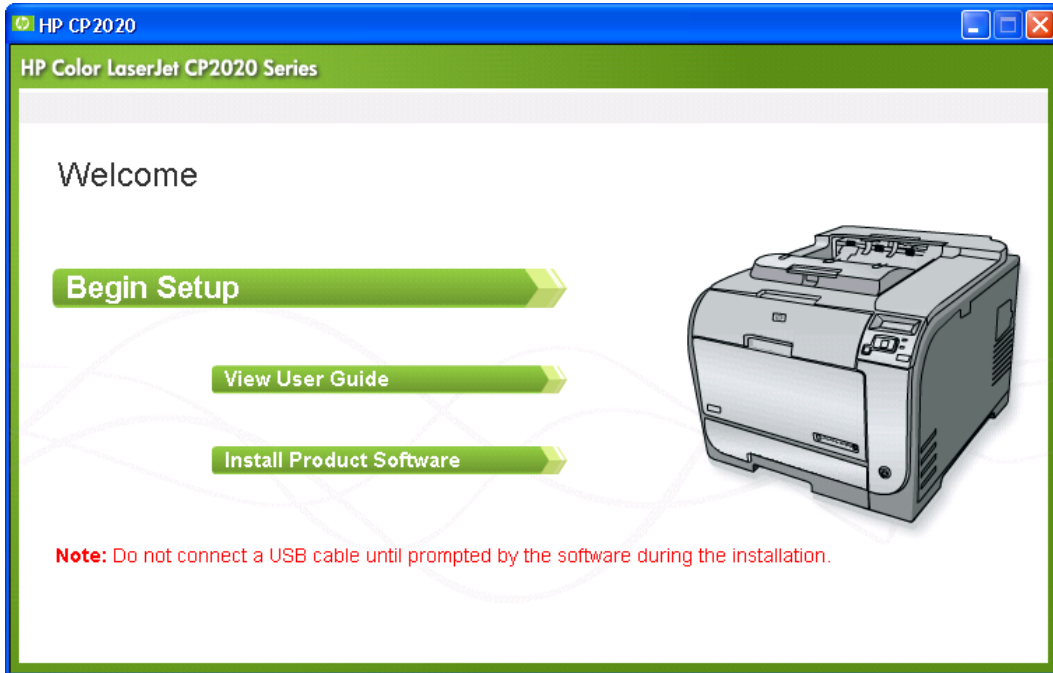 HP CP2020
HP Color LaserJet CP2020 Series
Welcome
Begin Setup
View User Guide
Install Product Software
Note: Do not connect a USB cable until prompted by the software during the installation.